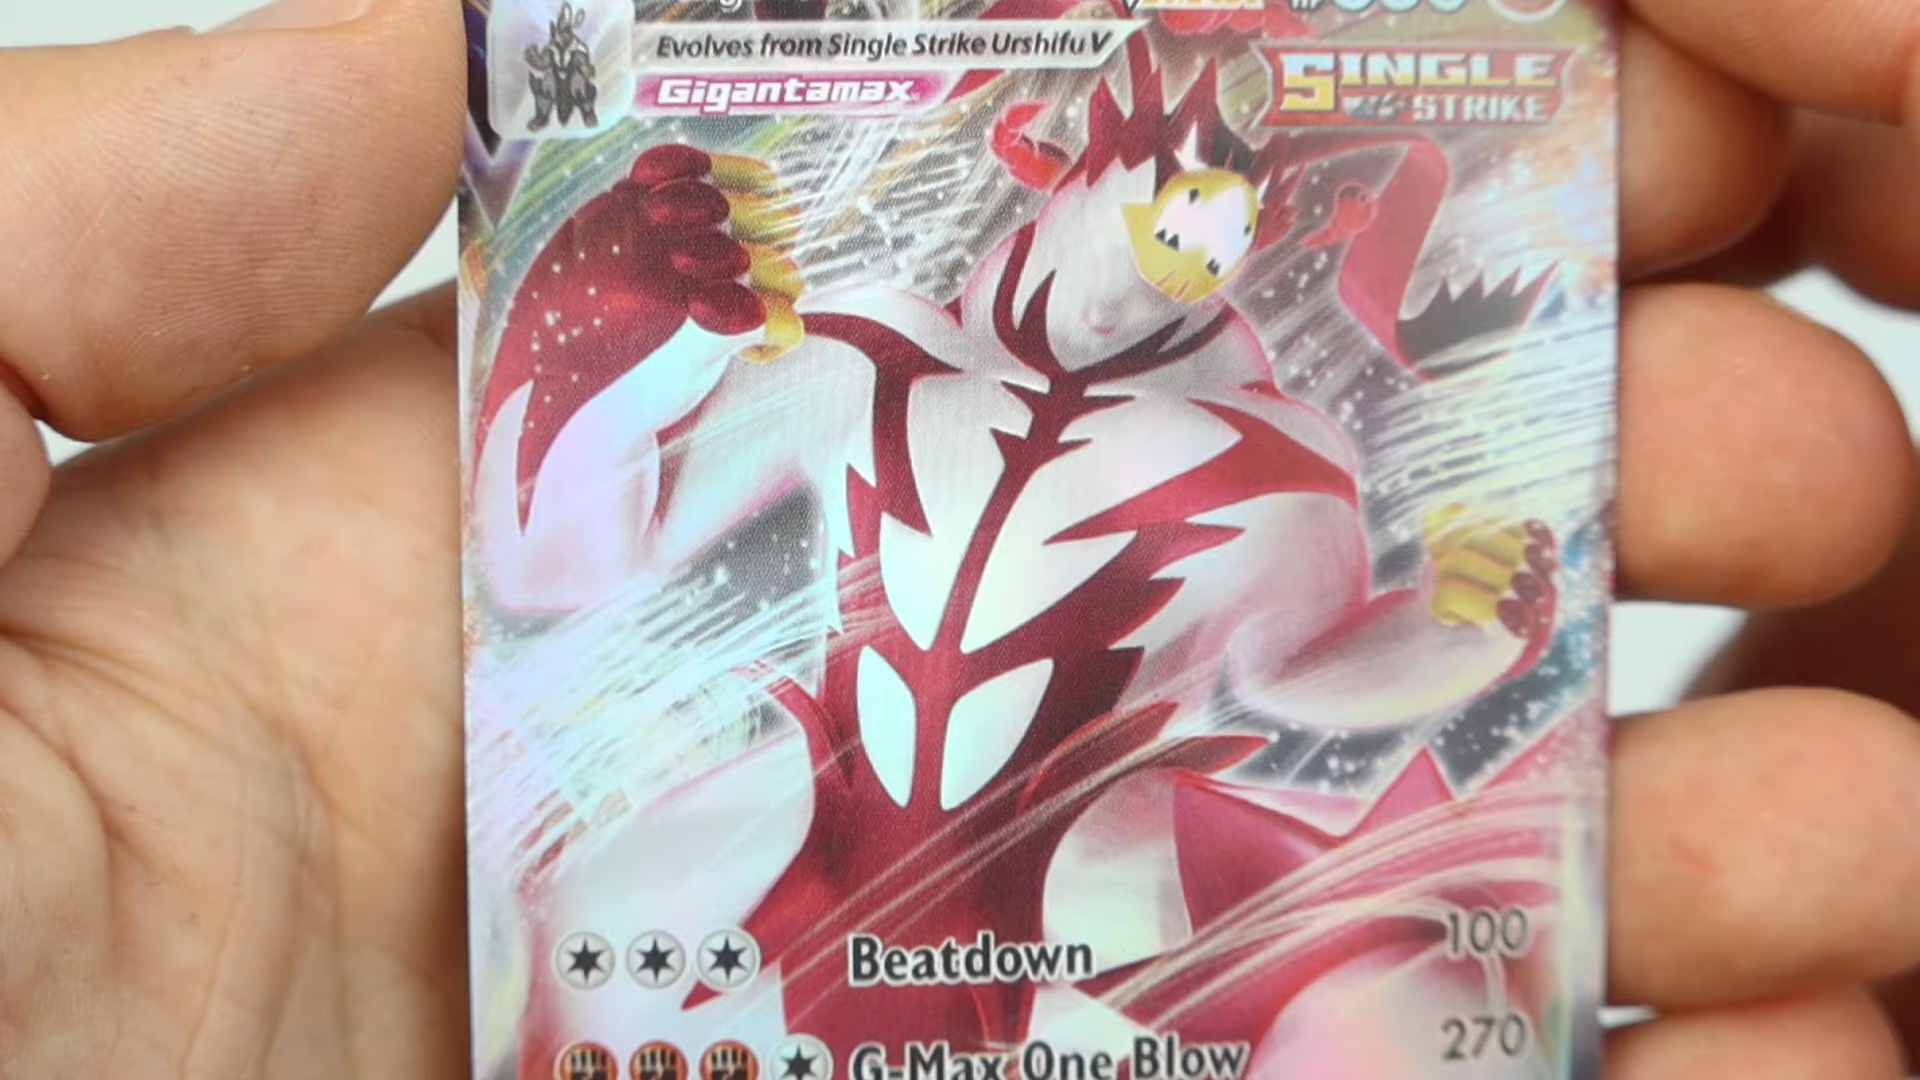 Evolves from Single Strike Urshifu V
Gigantamax
SINGLE
STRIKE
Beatdown 100
G-Max One Blow 270